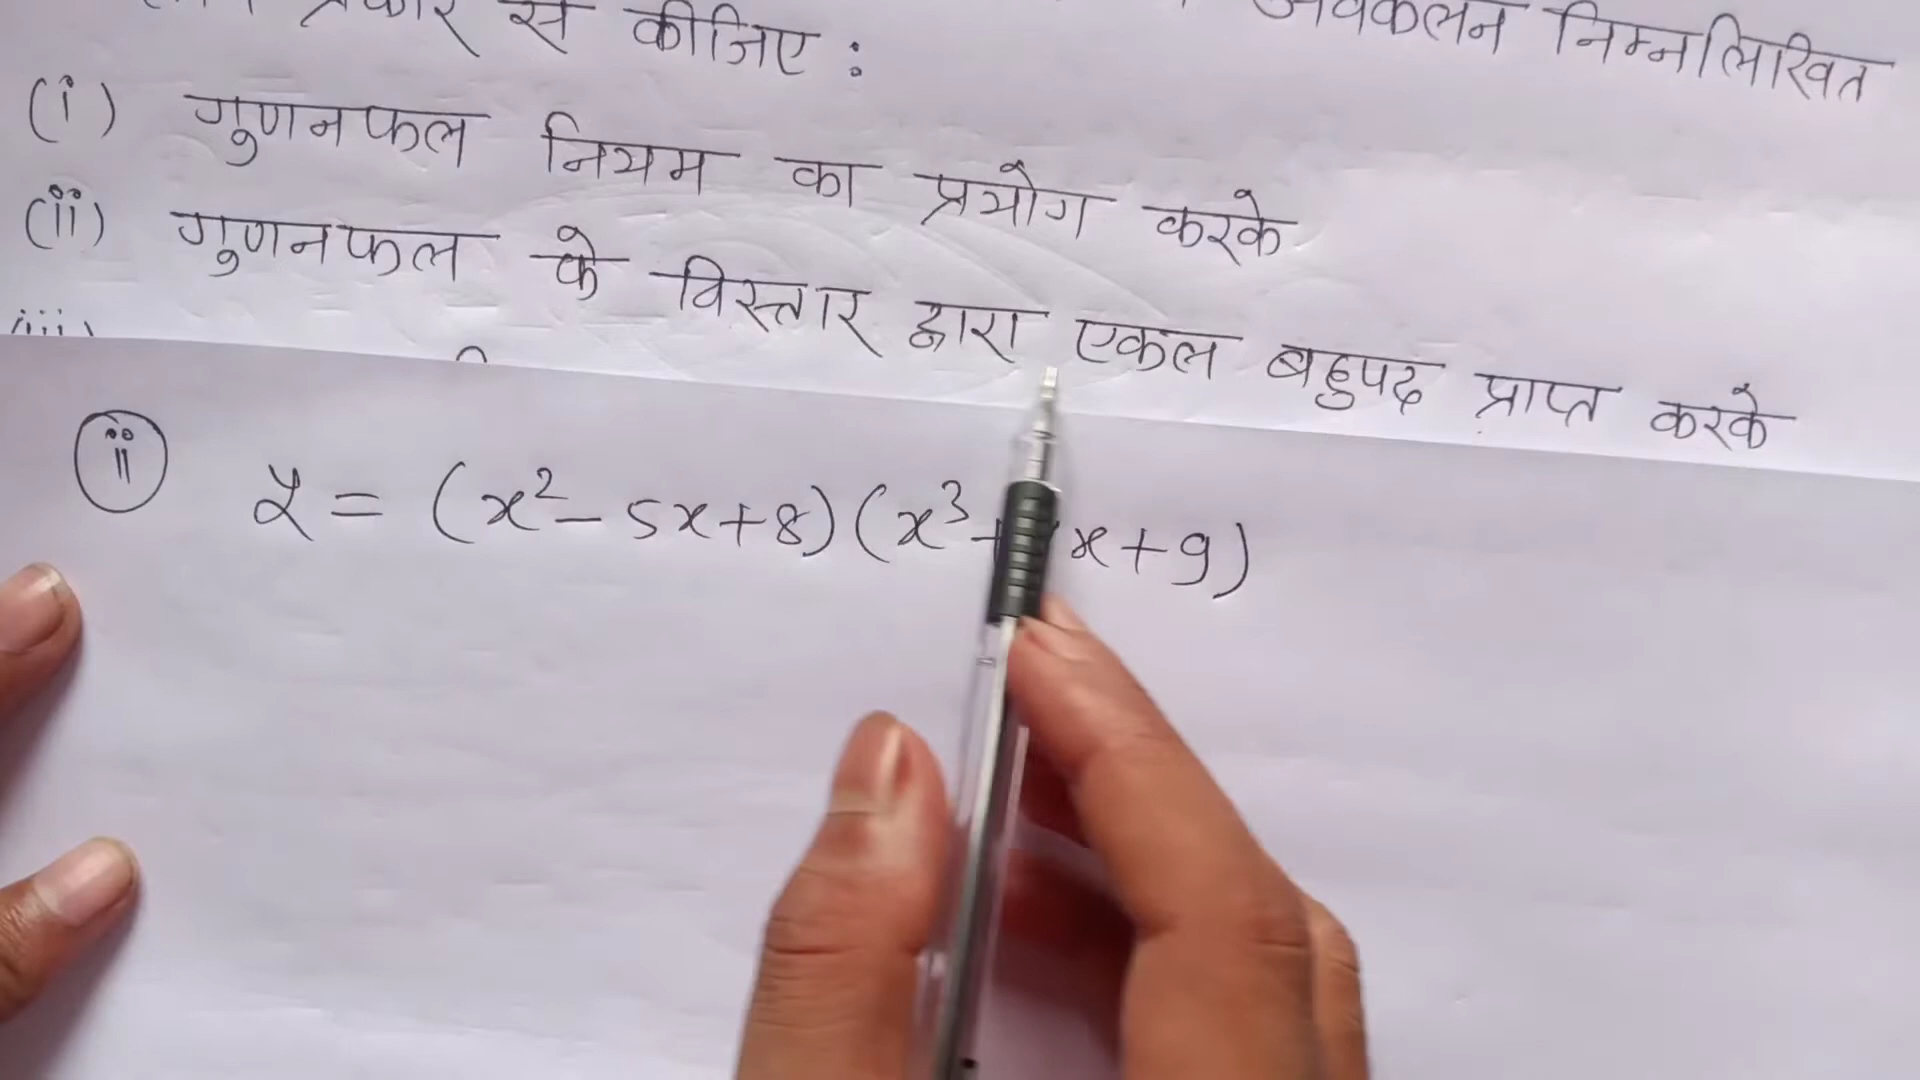 प्रकार से कीजिए : अवकलन निम्नलिखित
(i) गुणनफल नियम का प्रयोग करके
(ii) गुणनफल के विस्तार द्वारा एकल बहुपद प्राप्त करके
(iii)
ii y = (x² - 5x + 8) (x³ + x + 9)